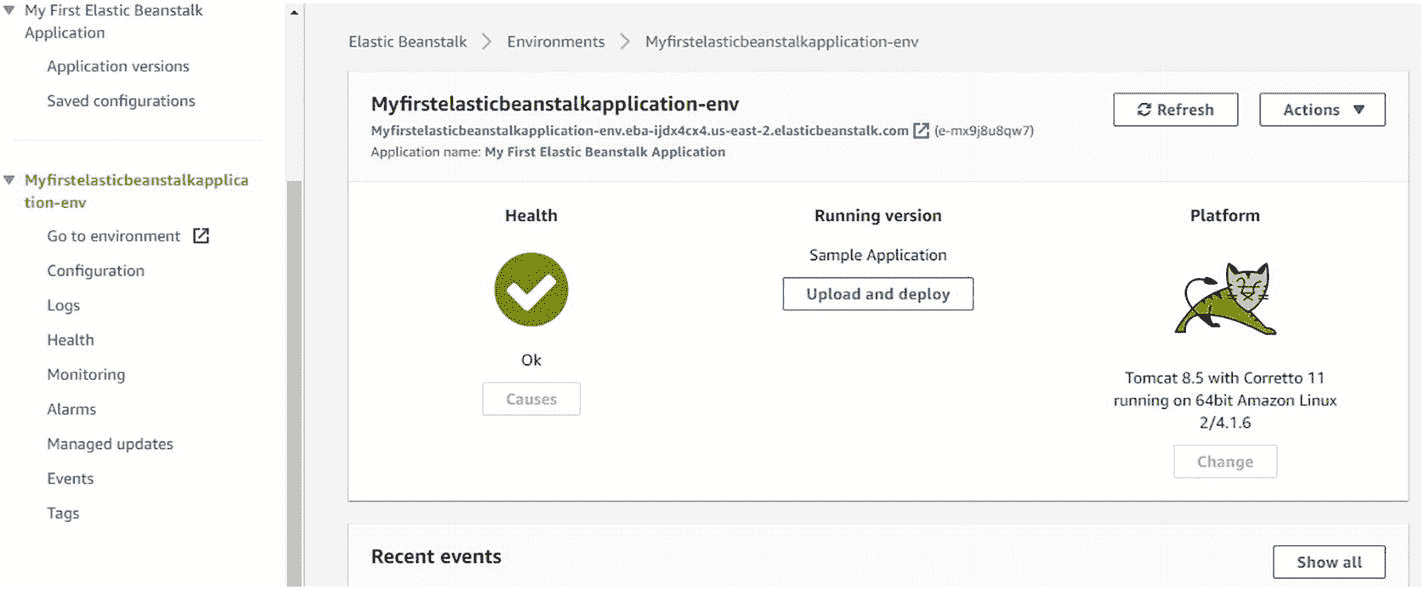 My First Elastic Beanstalk
Application
Application versions
Saved configurations
Myfirstelasticbeanstalkapplica
tion-env
Go to environment
Configuration
Logs
Health
Monitoring
Alarms
Managed updates
Events
Tags
Elastic Beanstalk > Environments > Myfirstelasticbeanstalkapplication-env
Myfirstelasticbeanstalkapplication-env
Myfirstelasticbeanstalkapplication-env.eba-ijdx4cx4.us-east-2.elasticbeanstalk.com (e-mx9j8u8qw7)
Application name: My First Elastic Beanstalk Application
Refresh
Actions
Health
Ok
Causes
Running version
Sample Application
Upload and deploy
Platform
Tomcat 8.5 with Corretto 11
running on 64bit Amazon Linux
2/4.1.6
Change
Recent events
Show all